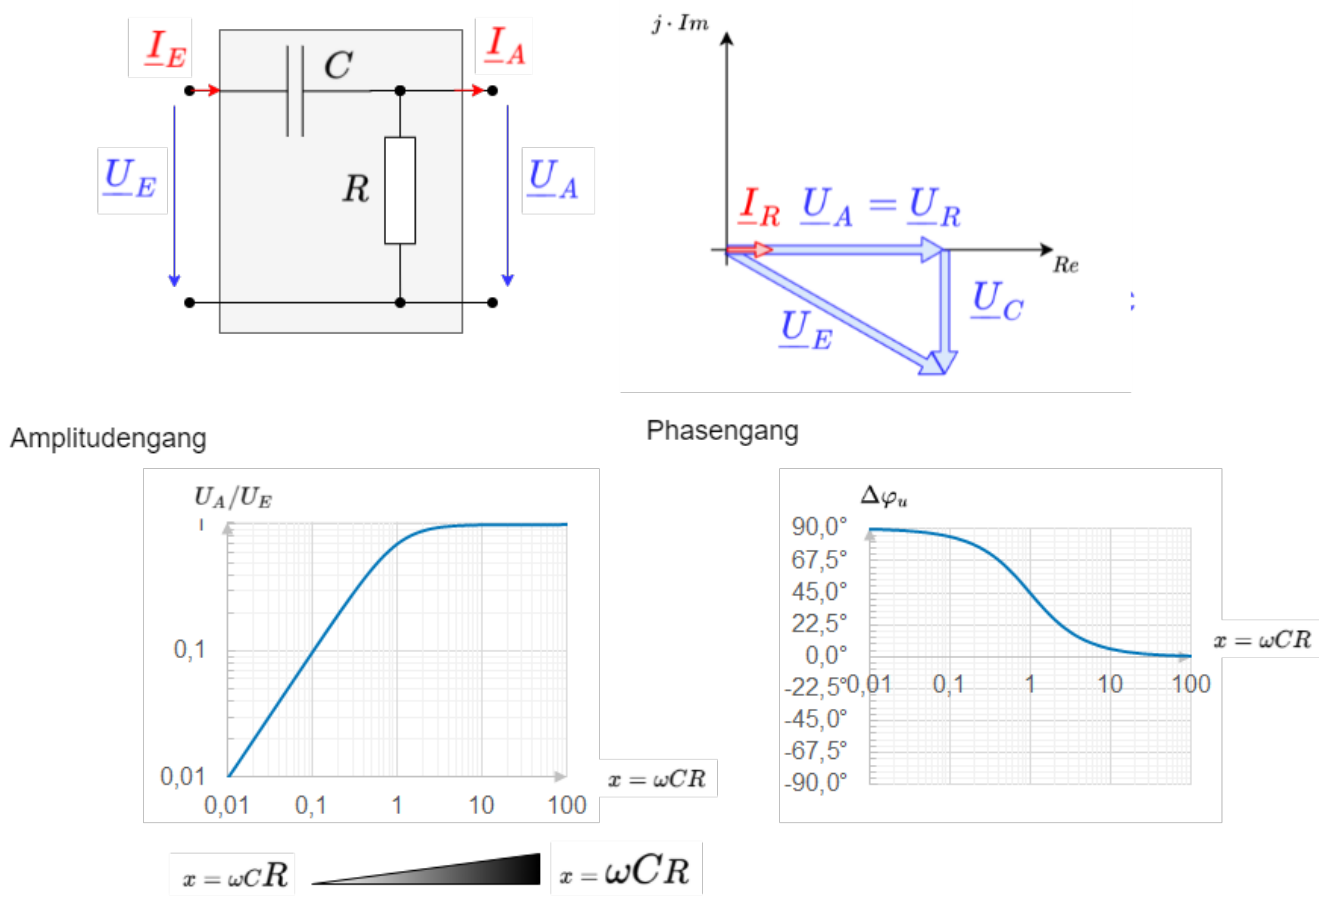 I_E
C
I_A
U_E
R
U_A
j · Im
I_R U_A = U_R
Re
U_C
U_E
Amplitudengang
U_A/U_E
1
0,1
0,01
0,01 0,1 1 10 100
x = ωCR
x = ωCR
x = ωCR
Phasengang
Δφ_u
90,0°
67,5°
45,0°
22,5°
0,0°
-22,5°
-45,0°
-67,5°
-90,0°
0,01 0,1 1 10 100
x = ωCR